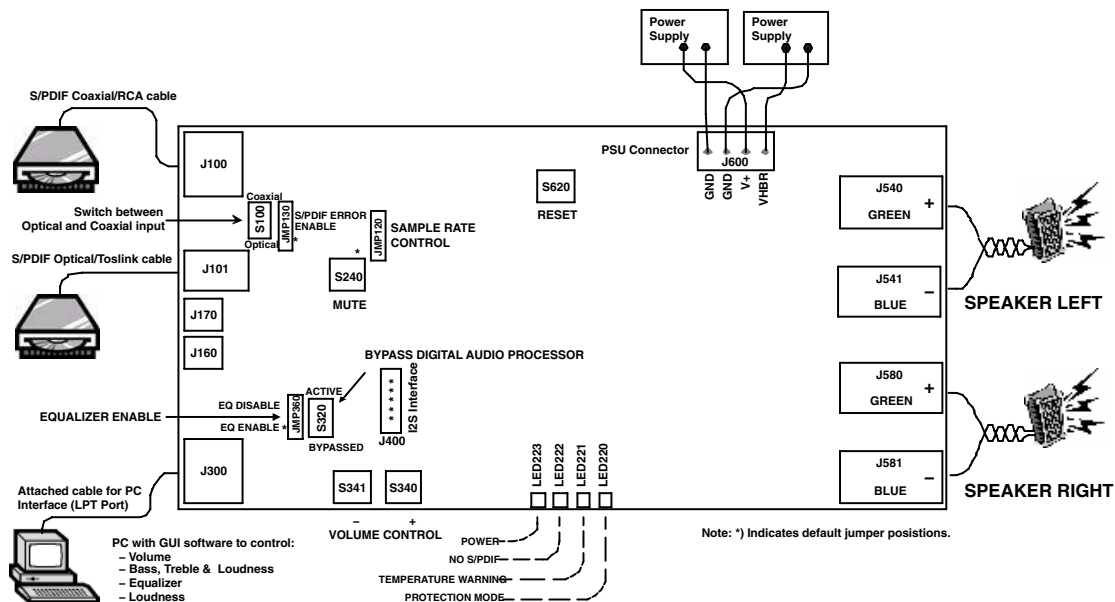 Power
Supply
Power
Supply
S/PDIF Coaxial/RCA cable
J100
PSU Connector
J600
GND
GND
V+
VHBR
S620
RESET
J540
GREEN
+
Coaxial
S100
Optical
JMP130
S/PDIF ERROR
ENABLE
*
JMP120
*
SAMPLE RATE
CONTROL
Switch between
Optical and Coaxial input
S/PDIF Optical/Toslink cable
J101
S240
MUTE
J541
–
BLUE
SPEAKER LEFT
J170
J160
BYPASS DIGITAL AUDIO PROCESSOR
EQUALIZER ENABLE
EQ DISABLE
EQ ENABLE *
JMP360
ACTIVE
S320
BYPASSED
* * * * *
J400
I2S Interface
J580
+
GREEN
J581
–
BLUE
SPEAKER RIGHT
J300
Attached cable for PC
Interface (LPT Port)
S341
S340
–
+
VOLUME CONTROL
LED223
LED222
LED221
LED220
POWER
NO S/PDIF
TEMPERATURE WARNING
PROTECTION MODE
Note: *) Indicates default jumper posistions.
PC with GUI software to control:
– Volume
– Bass, Treble & Loudness
– Equalizer
– Loudness